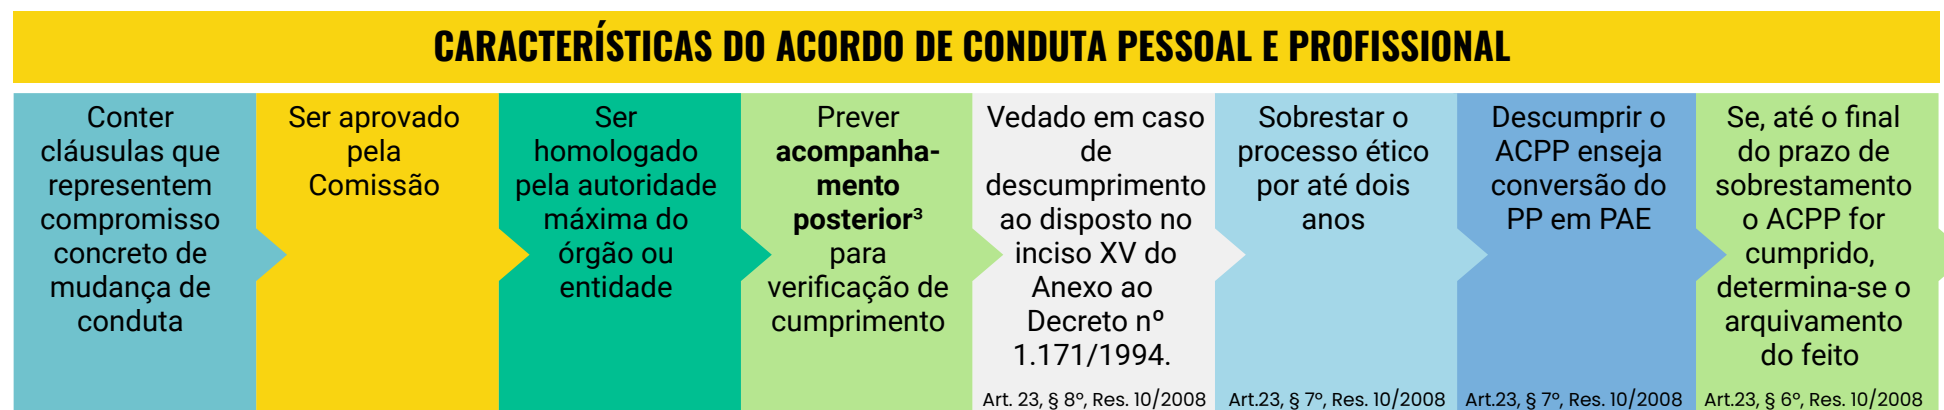 CARACTERÍSTICAS DO ACORDO DE CONDUTA PESSOAL E PROFISSIONAL
Conter
cláusulas que
representem
compromisso
concreto de
mudança de
conduta
Ser aprovado
pela
Comissão
Ser
homologado
pela autoridade
máxima do
órgão ou
entidade
Prever
acompanha-
mento
posterior³
para
verificação de
cumprimento
Vedado em caso
de
descumprimento
ao disposto no
inciso XV do
Anexo ao
Decreto nº
1.171/1994.
Art. 23, § 8º, Res. 10/2008
Sobrestar o
processo ético
por até dois
anos
Art.23, § 7º, Res. 10/2008
Descumprir o
ACPP enseja
conversão do
PP em PAE
Art.23, § 7º, Res. 10/2008
Se, até o final
do prazo de
sobrestamento
o ACPP for
cumprido,
determina-se o
arquivamento
do feito
Art.23, § 6º, Res. 10/2008